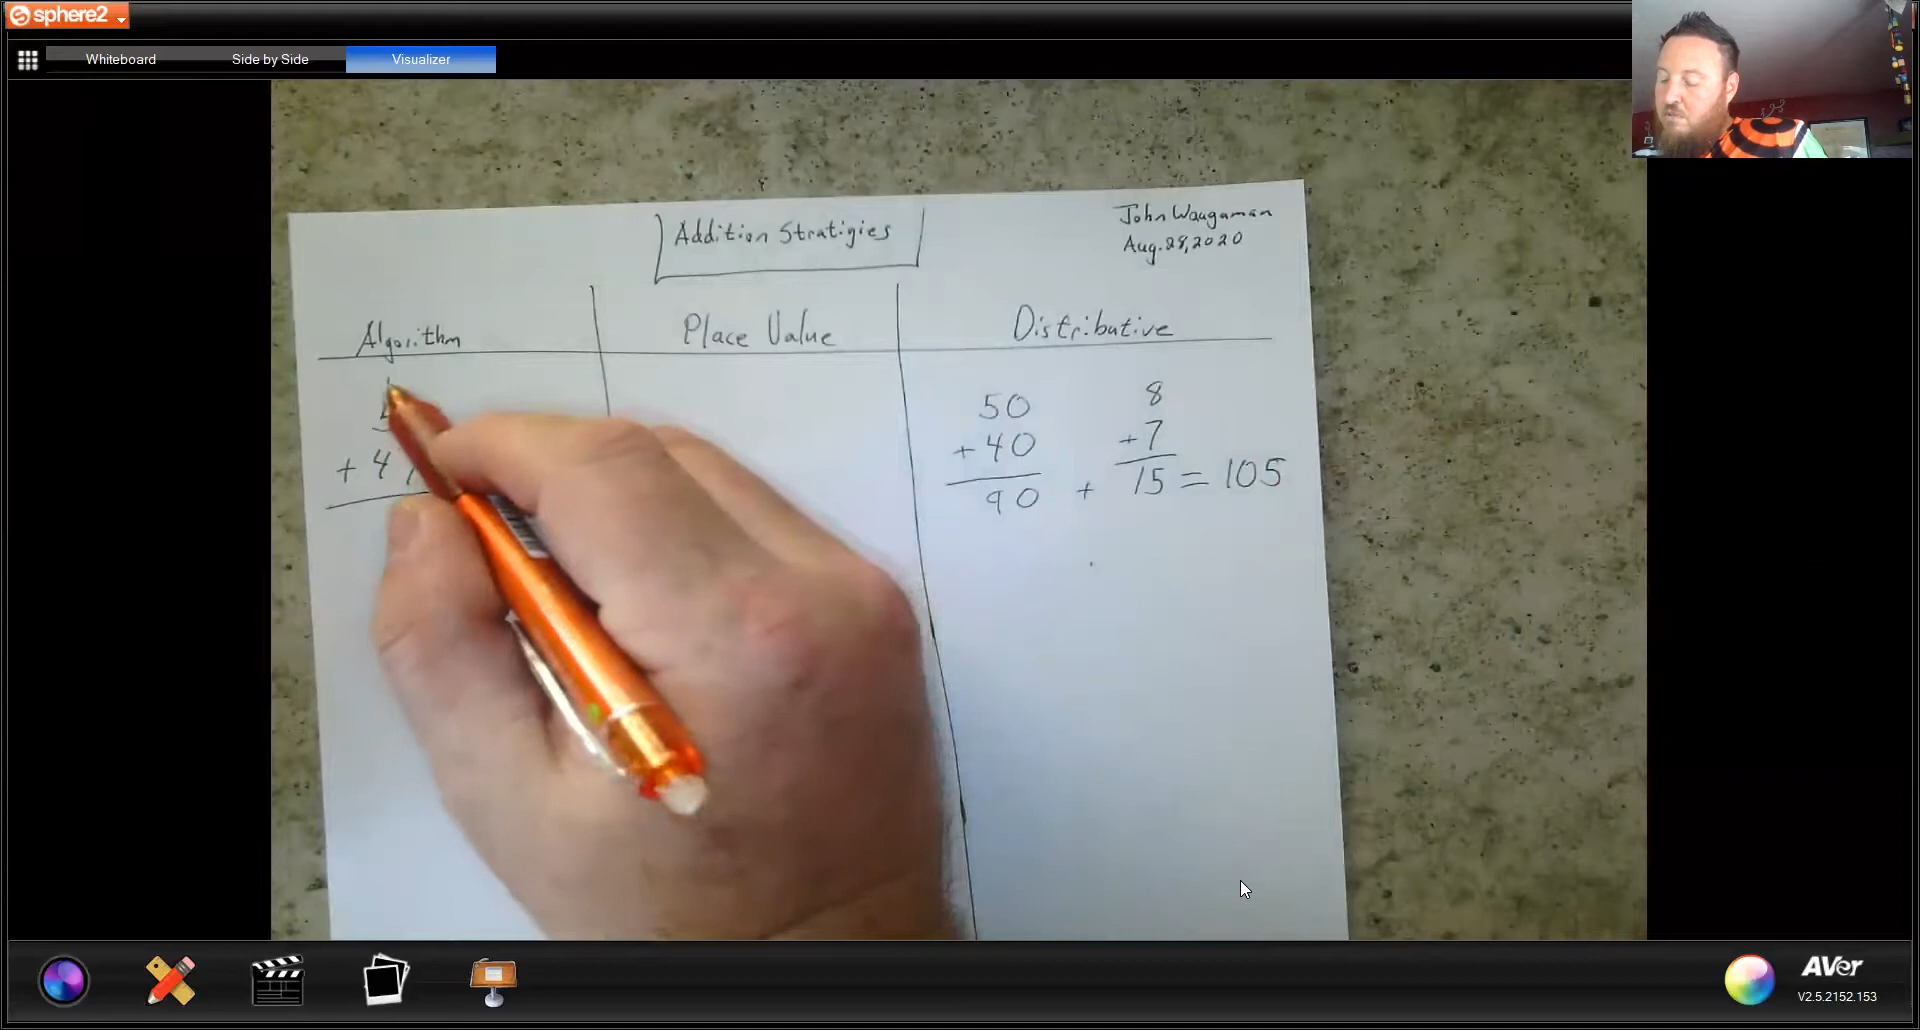 sphere2
Whiteboard Side by Side Visualizer
Addition Stratigies
John Waugaman
Aug. 28, 2020
Algorithm Place Value Distributive
+ 4
50
+ 40
90
+
8
+ 7
15 = 105
AVer
V2.5.2152.153